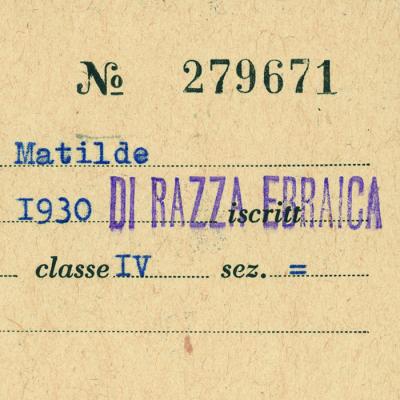 № 279671
Matilde
1930 DI RAZZA EBRAICA iscritt
classe IV sez. =